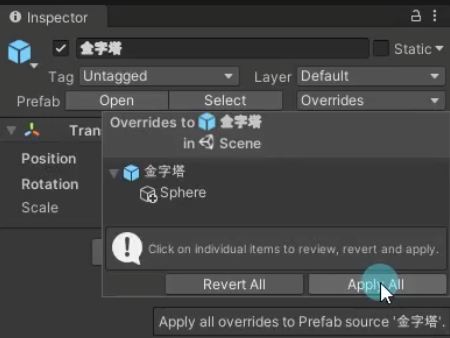 Inspector
金字塔
Static
Tag Untagged Layer Default
Prefab Open Select Overrides
Overrides to 金字塔
in Scene
Position
Rotation
Scale
金字塔
Sphere
Click on individual items to review, revert and apply.
Revert All Apply All
Apply all overrides to Prefab source '金字塔'.